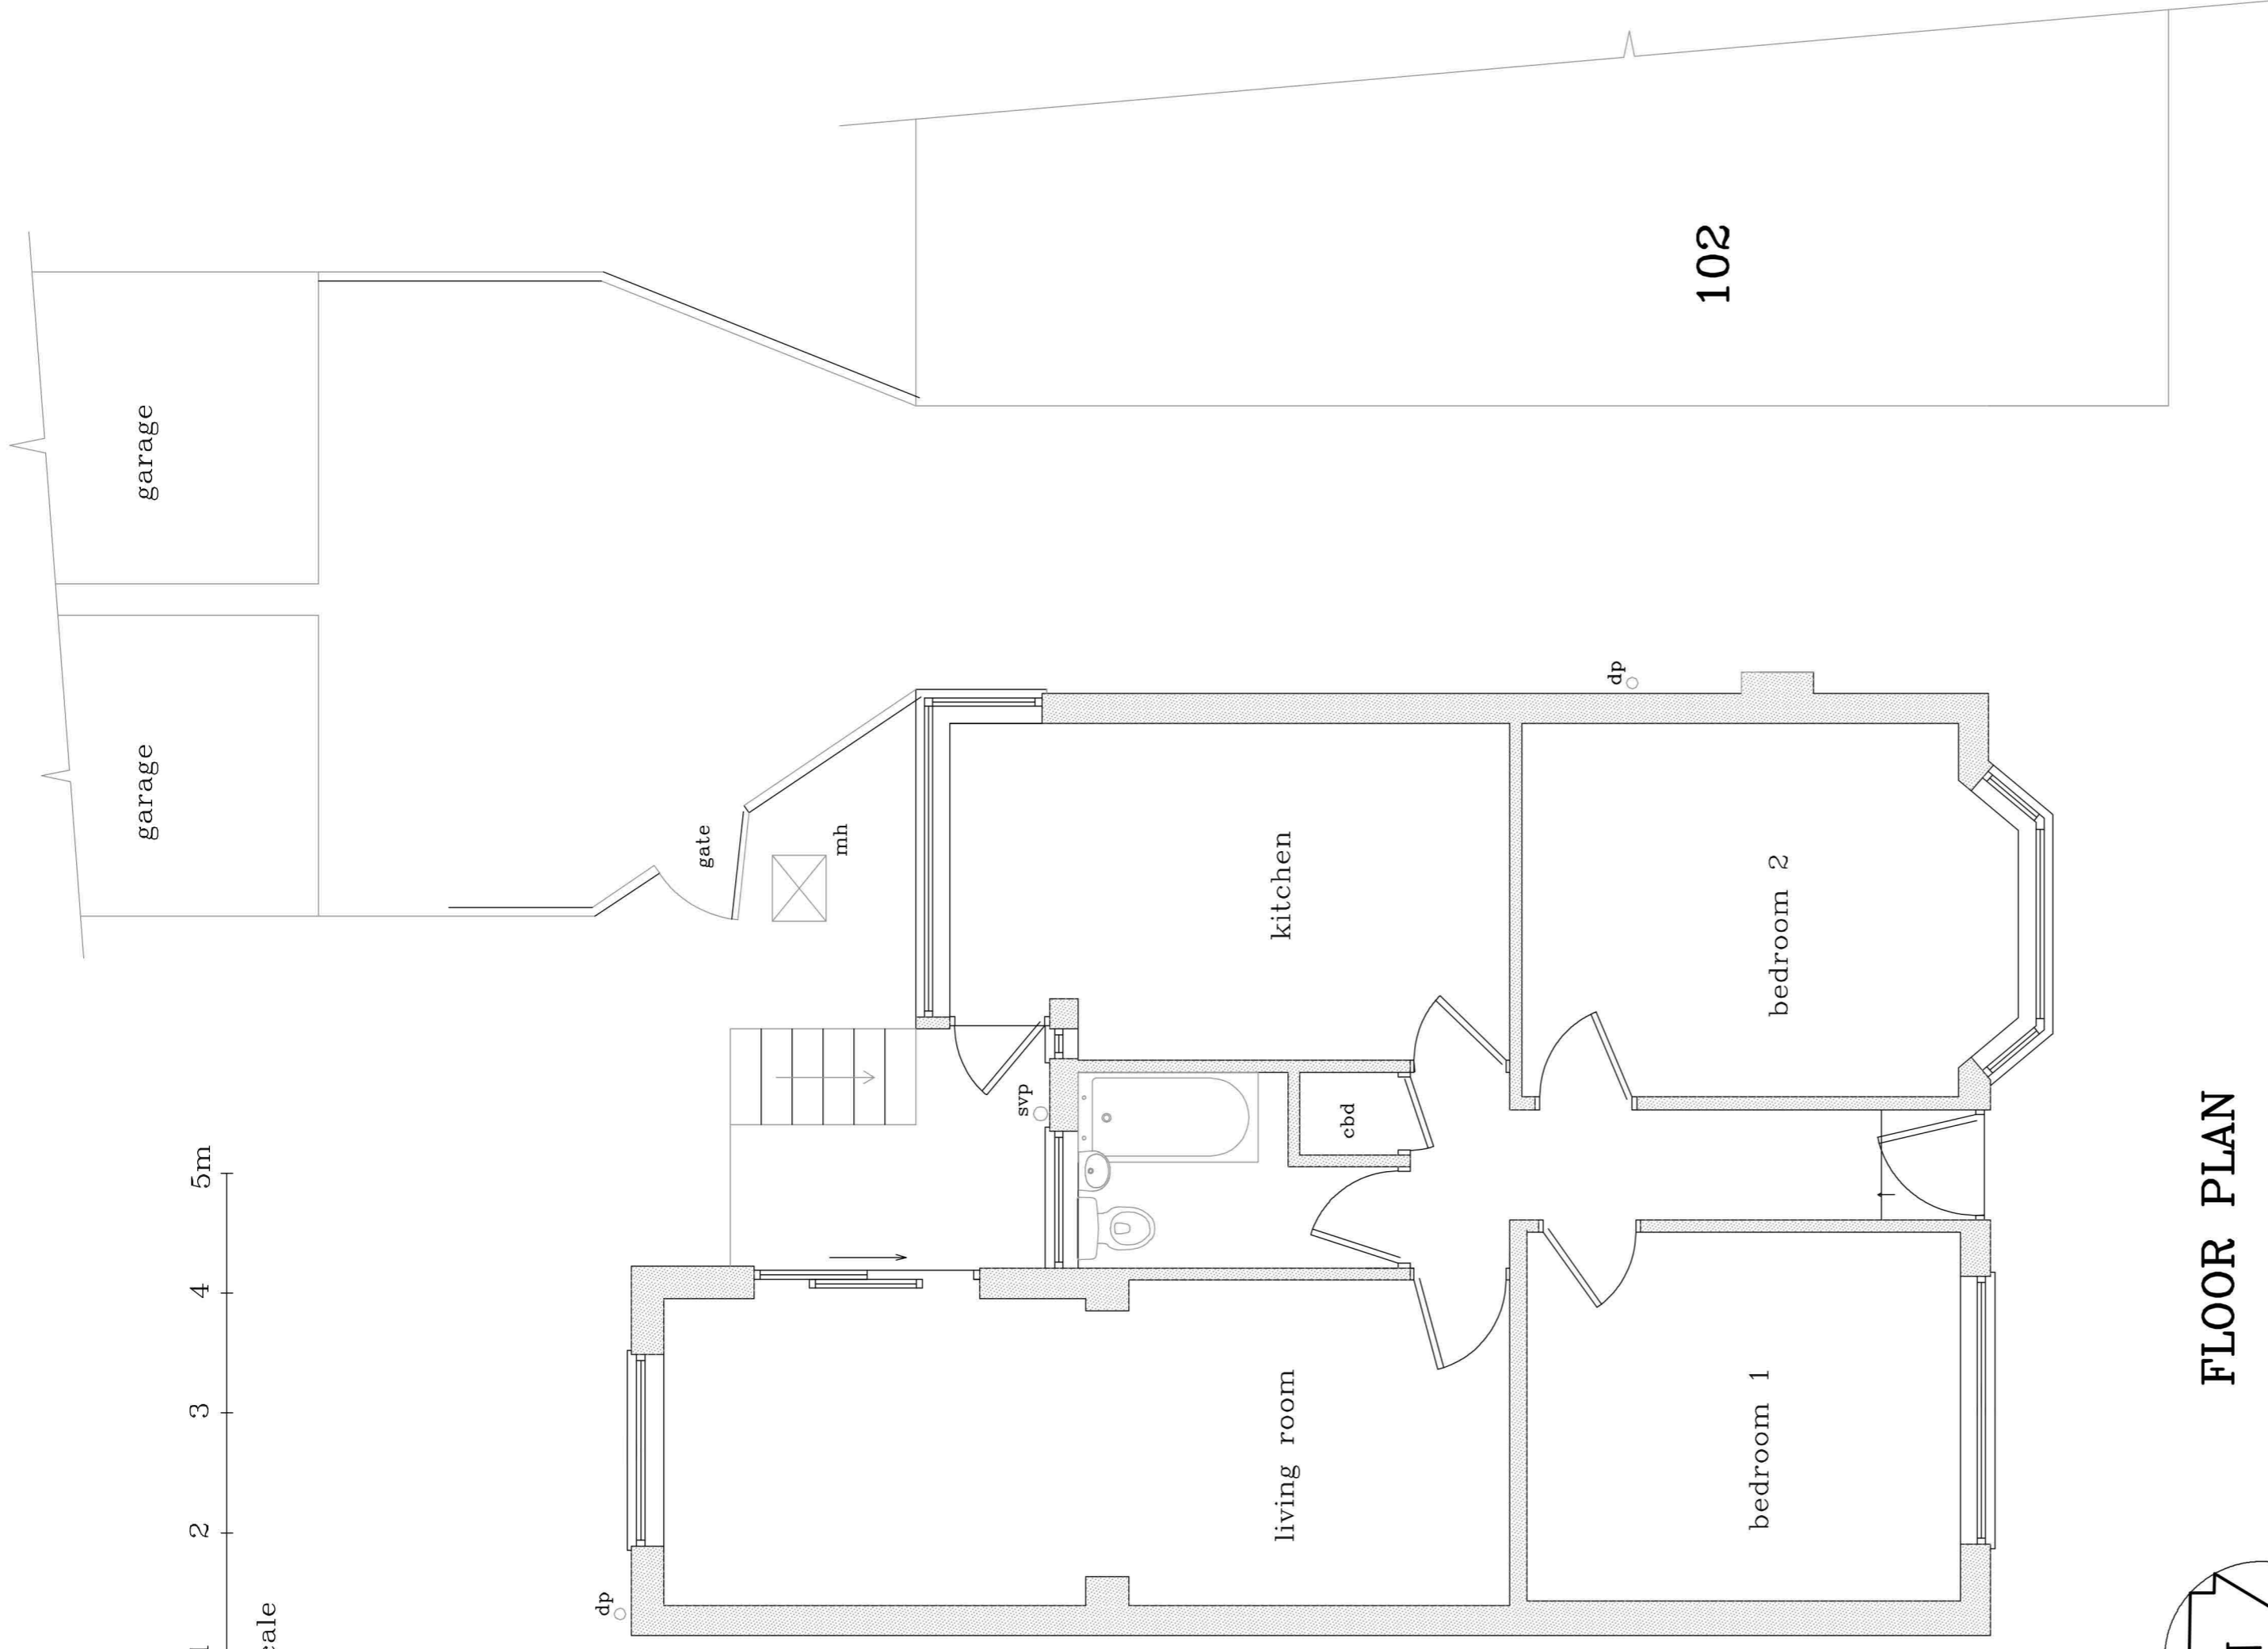 garage
garage
102
dp
gate
mh
kitchen
bedroom 2
svp
cbd
5m
4
3
2
living room
bedroom 1
dp
FLOOR PLAN